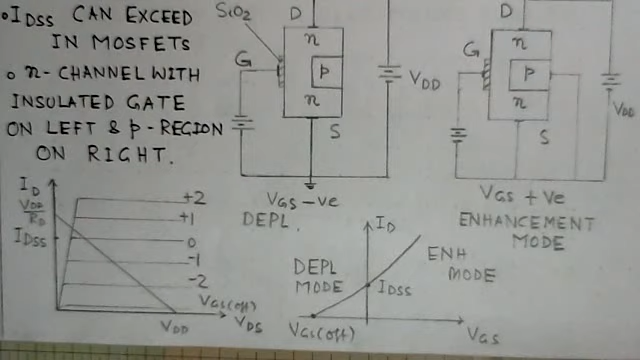 • IDSS CAN EXCEED
IN MOSFETS
o n-CHANNEL WITH
INSULATED GATE
ON LEFT & p-REGION
ON RIGHT.
SiO2
D
n
G
p
n
S
VDD
VGS -ve
DEPL.
D
n
G
p
n
S
VDD
VGS +ve
ENHANCEMENT
MODE
ID
VDD/RD
IDSS
+2
+1
0
-1
-2
VGS(off)
VDD
VDS
ID
DEPL
MODE
ENH
MODE
IDSS
VGS(off)
VGS